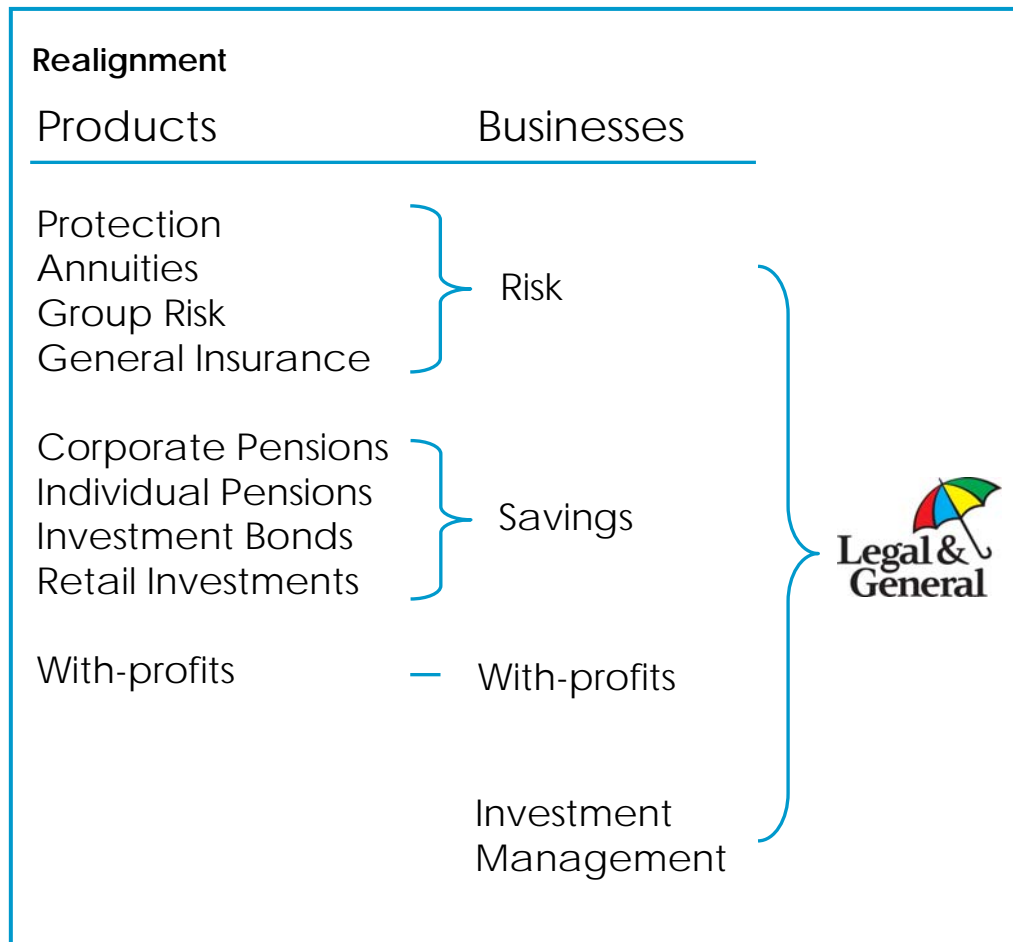 Realignment
Products Businesses
Protection
Annuities
Group Risk
General Insurance
Risk
Corporate Pensions
Individual Pensions
Investment Bonds
Retail Investments
Savings
With-profits – With-profits
Investment
Management
Legal &
General